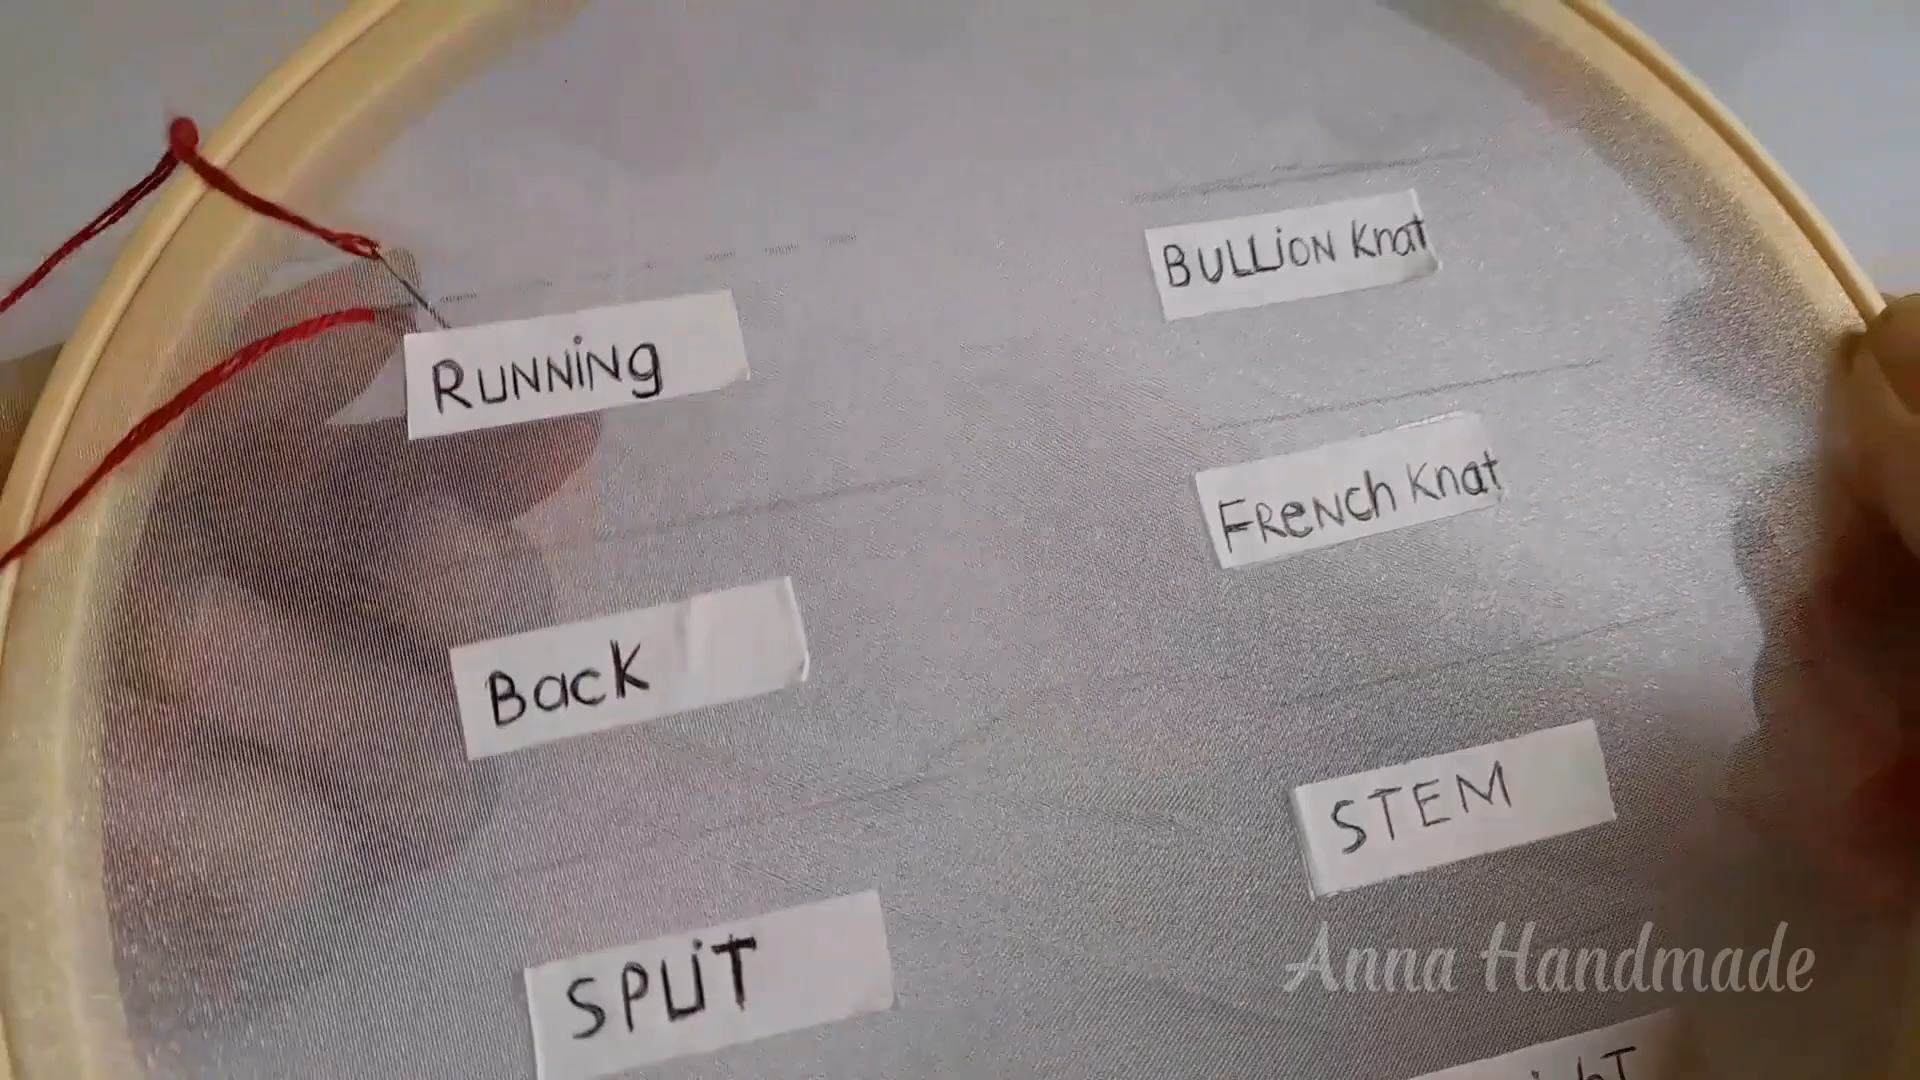 RUNNiNg
BULLiON Knat
FReNch Knat
Back
STEM
SPLiT
Anna Handmade